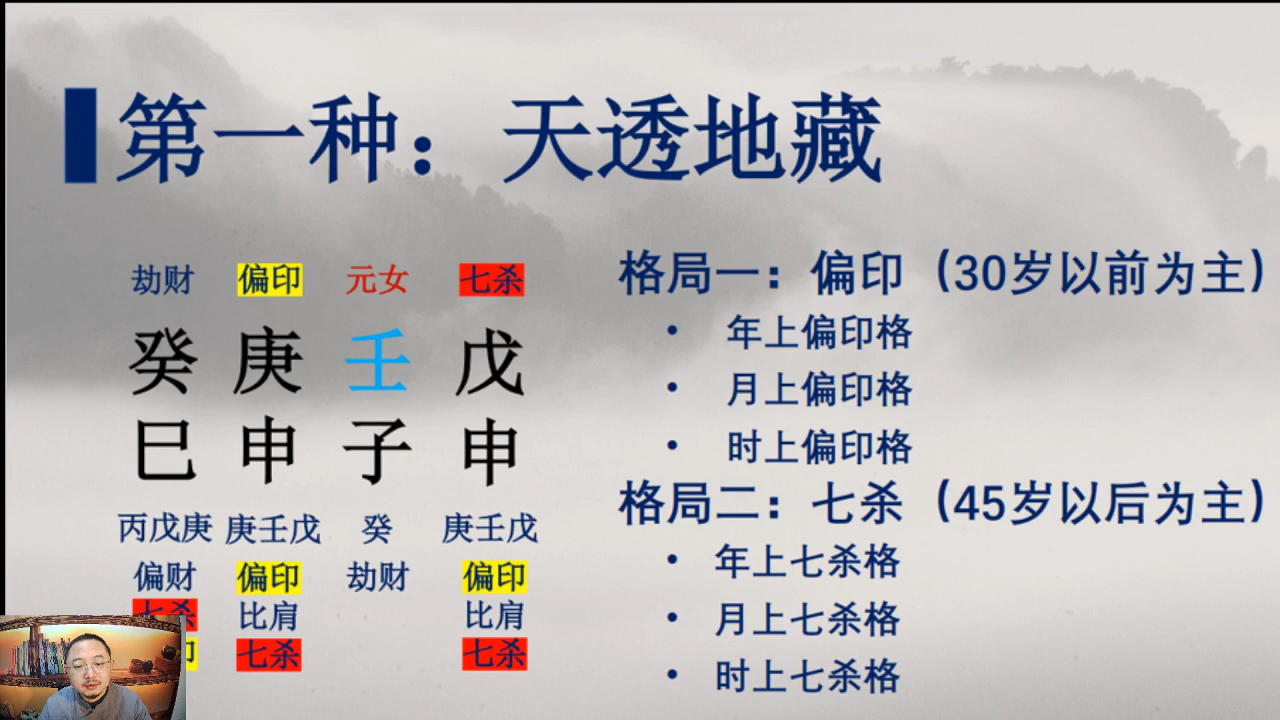 第一种：天透地藏
劫财 偏印 元女 七杀
癸 庚 壬 戊
巳 申 子 申
丙戊庚 庚壬戊 癸 庚壬戊
偏财 偏印 劫财 偏印
七杀 比肩 比肩
印 七杀 七杀
格局一：偏印（30岁以前为主）
• 年上偏印格
• 月上偏印格
• 时上偏印格
格局二：七杀（45岁以后为主）
• 年上七杀格
• 月上七杀格
• 时上七杀格